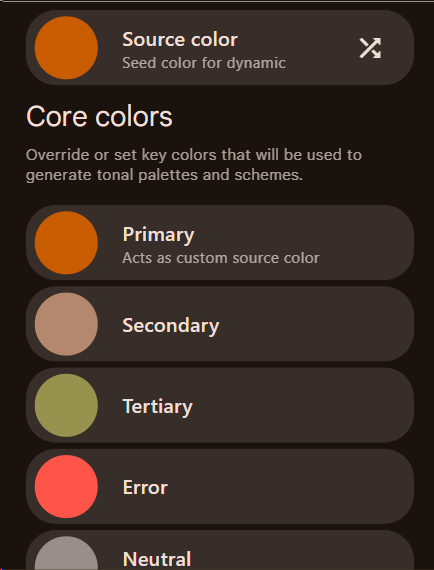 Source color
Seed color for dynamic
Core colors
Override or set key colors that will be used to
generate tonal palettes and schemes.
Primary
Acts as custom source color
Secondary
Tertiary
Error
Neutral